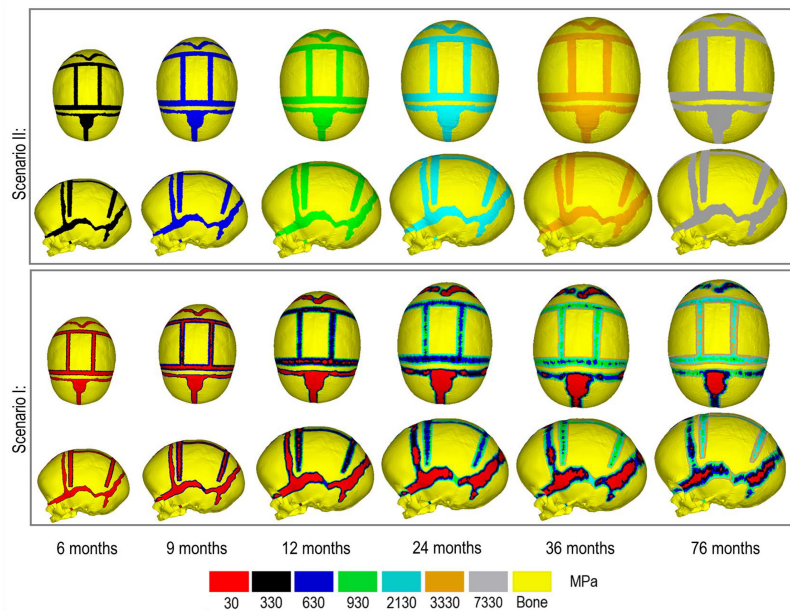 Scenario II:
Scenario I:
6 months 9 months 12 months 24 months 36 months 76 months
MPa
30 330 630 930 2130 3330 7330 Bone